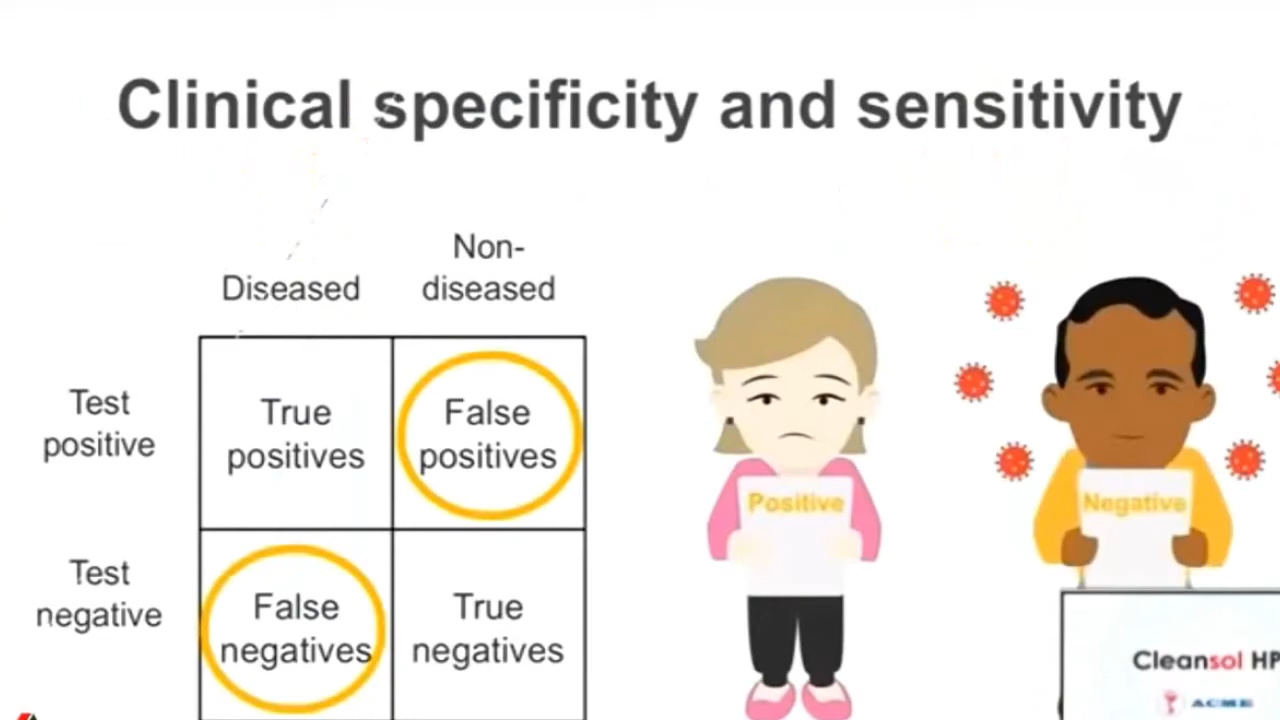 Clinical specificity and sensitivity
Non-
Diseased
diseased
Test
positive
True
positives
False
positives
Positive
Negative
Test
negative
False
negatives
True
negatives
Cleansol HP
ACME